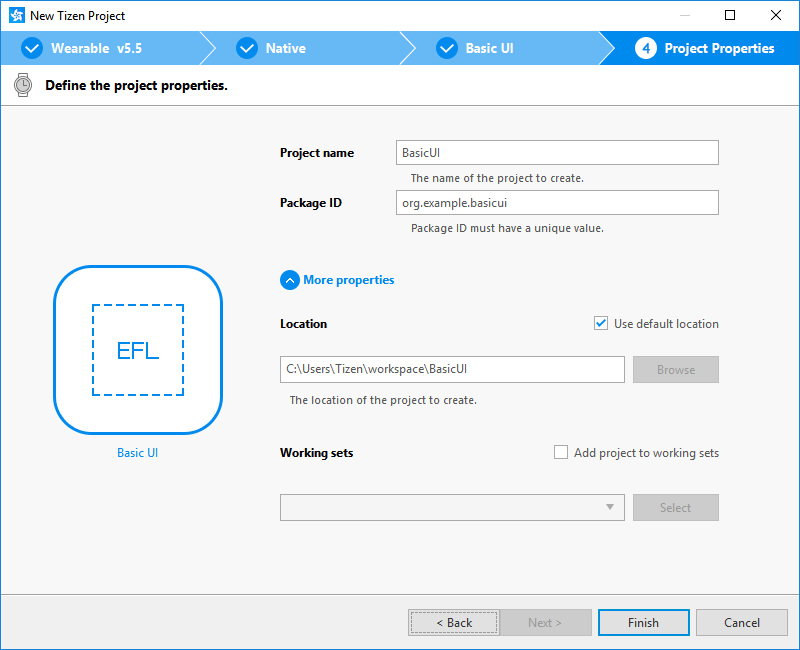 New Tizen Project
Wearable v5.5
Native
Basic UI
4 Project Properties
Define the project properties.
Project name
BasicUI
The name of the project to create.
Package ID
org.example.basicui
Package ID must have a unique value.
More properties
Location
Use default location
C:\Users\Tizen\workspace\BasicUI
Browse
The location of the project to create.
EFL
Basic UI
Working sets
Add project to working sets
Select
< Back
Next >
Finish
Cancel